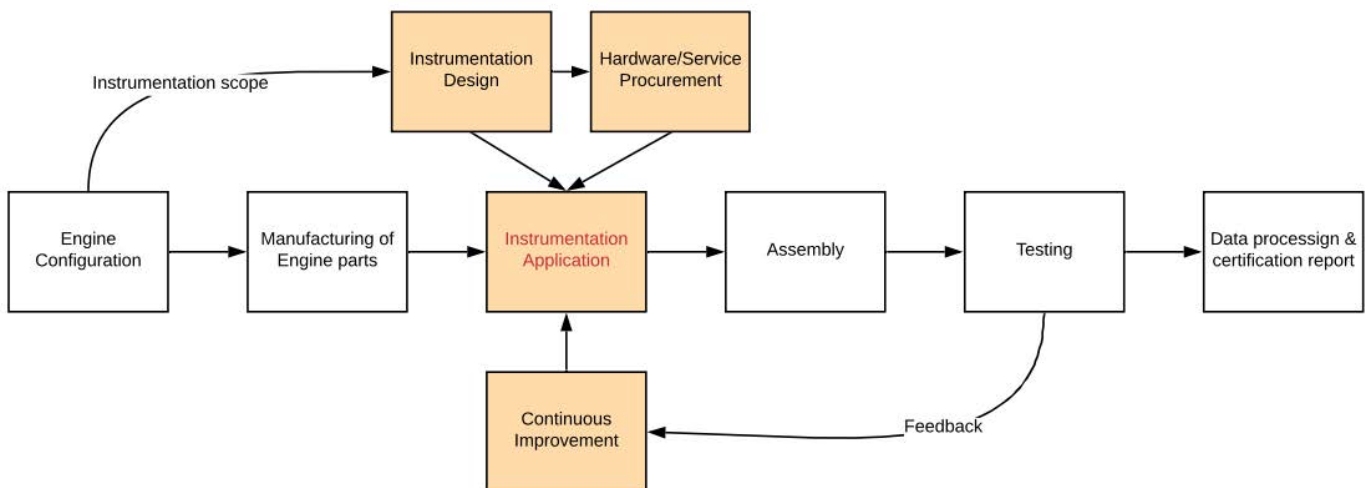 Instrumentation
Design
Hardware/Service
Procurement
Instrumentation scope
Engine
Configuration
Manufacturing of
Engine parts
Instrumentation
Application
Assembly
Testing
Data processign &
certification report
Continuous
Improvement
Feedback